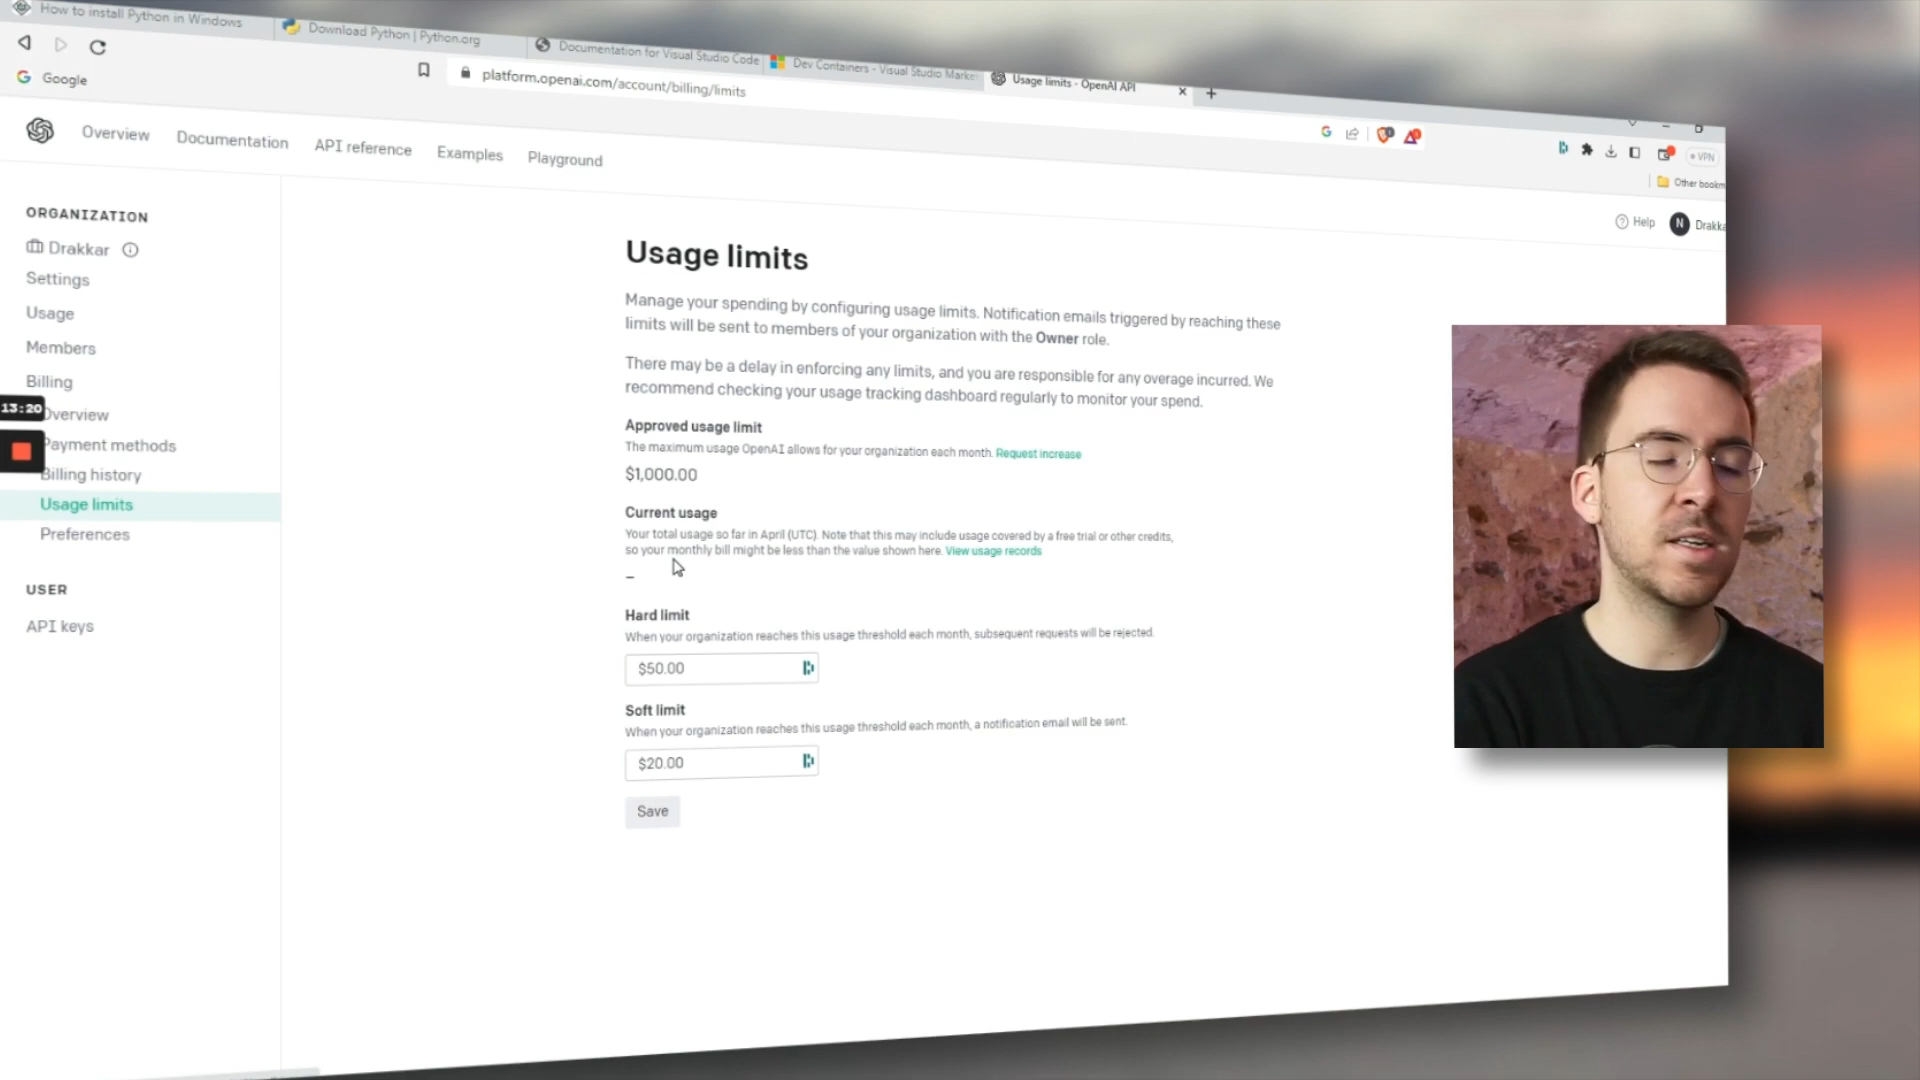 How to install Python in Windows
Download Python | Python.org
Documentation for Visual Studio Code
Dev Containers - Visual Studio Marke
Usage limits - OpenAI API
platform.openai.com/account/billing/limits
VPN
Google
Other bookm
Overview
Documentation
API reference
Examples
Playground
Help
N
Drakka
ORGANIZATION
Drakkar
Settings
Usage
Members
Billing
13:20
Overview
Payment methods
Billing history
Usage limits
Preferences
USER
API keys
Usage limits
Manage your spending by configuring usage limits. Notification emails triggered by reaching these
limits will be sent to members of your organization with the Owner role.
There may be a delay in enforcing any limits, and you are responsible for any overage incurred. We
recommend checking your usage tracking dashboard regularly to monitor your spend.
Approved usage limit
The maximum usage OpenAI allows for your organization each month. Request increase
$1,000.00
Current usage
Your total usage so far in April (UTC). Note that this may include usage covered by a free trial or other credits,
so your monthly bill might be less than the value shown here. View usage records
–
Hard limit
When your organization reaches this usage threshold each month, subsequent requests will be rejected.
$50.00
Soft limit
When your organization reaches this usage threshold each month, a notification email will be sent.
$20.00
Save